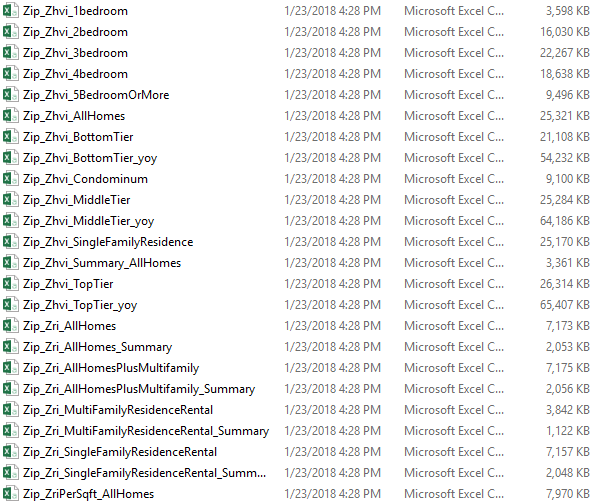 Zip_Zhvi_1bedroom 1/23/2018 4:28 PM Microsoft Excel C... 3,598 KB
Zip_Zhvi_2bedroom 1/23/2018 4:28 PM Microsoft Excel C... 16,030 KB
Zip_Zhvi_3bedroom 1/23/2018 4:28 PM Microsoft Excel C... 22,267 KB
Zip_Zhvi_4bedroom 1/23/2018 4:28 PM Microsoft Excel C... 18,638 KB
Zip_Zhvi_5BedroomOrMore 1/23/2018 4:28 PM Microsoft Excel C... 9,496 KB
Zip_Zhvi_AllHomes 1/23/2018 4:28 PM Microsoft Excel C... 25,321 KB
Zip_Zhvi_BottomTier 1/23/2018 4:28 PM Microsoft Excel C... 21,108 KB
Zip_Zhvi_BottomTier_yoy 1/23/2018 4:28 PM Microsoft Excel C... 54,232 KB
Zip_Zhvi_Condominum 1/23/2018 4:28 PM Microsoft Excel C... 9,100 KB
Zip_Zhvi_MiddleTier 1/23/2018 4:28 PM Microsoft Excel C... 25,284 KB
Zip_Zhvi_MiddleTier_yoy 1/23/2018 4:28 PM Microsoft Excel C... 64,186 KB
Zip_Zhvi_SingleFamilyResidence 1/23/2018 4:28 PM Microsoft Excel C... 25,170 KB
Zip_Zhvi_Summary_AllHomes 1/23/2018 4:28 PM Microsoft Excel C... 3,361 KB
Zip_Zhvi_TopTier 1/23/2018 4:28 PM Microsoft Excel C... 26,314 KB
Zip_Zhvi_TopTier_yoy 1/23/2018 4:28 PM Microsoft Excel C... 65,407 KB
Zip_Zri_AllHomes 1/23/2018 4:28 PM Microsoft Excel C... 7,173 KB
Zip_Zri_AllHomes_Summary 1/23/2018 4:28 PM Microsoft Excel C... 2,053 KB
Zip_Zri_AllHomesPlusMultifamily 1/23/2018 4:28 PM Microsoft Excel C... 7,175 KB
Zip_Zri_AllHomesPlusMultifamily_Summary 1/23/2018 4:28 PM Microsoft Excel C... 2,056 KB
Zip_Zri_MultiFamilyResidenceRental 1/23/2018 4:28 PM Microsoft Excel C... 3,842 KB
Zip_Zri_MultiFamilyResidenceRental_Summary 1/23/2018 4:28 PM Microsoft Excel C... 1,122 KB
Zip_Zri_SingleFamilyResidenceRental 1/23/2018 4:28 PM Microsoft Excel C... 7,157 KB
Zip_Zri_SingleFamilyResidenceRental_Summ... 1/23/2018 4:28 PM Microsoft Excel C... 2,048 KB
Zip_ZriPerSqft_AllHomes 1/23/2018 4:28 PM Microsoft Excel C... 7,970 KB